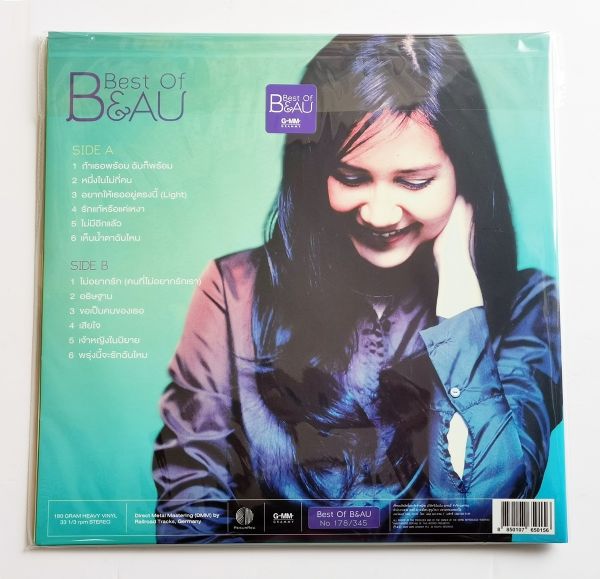 Best Of
B&AU
Best Of
B&AU
G-MM-
GRAMMY
SIDE A
1 ถ้าเธอพร้อม ฉันก็พร้อม
2 หนึ่งในไม่กี่คน
3 อยากให้เธออยู่ตรงนี้ (Light)
4 รักแท้หรือแค่เหงา
5 ไม่มีอีกแล้ว
6 เห็นน้ำตาฉันไหม
SIDE B
1 ไม่อยากรัก (คนที่ไม่อยากรักเรา)
2 อธิษฐาน
3 ขอเป็นคนของเธอ
4 เสียใจ
5 เจ้าหญิงในนิยาย
6 พรุ่งนี้จะรักฉันไหม
180 GRAM HEAVY VINYL
33 1/3 rpm STEREO
Direct Metal Mastering (DMM) by
Railroad Tracks, Germany
G-MM-
GRAMMY
Best Of B&AU
No 178/345
8 850107 650156